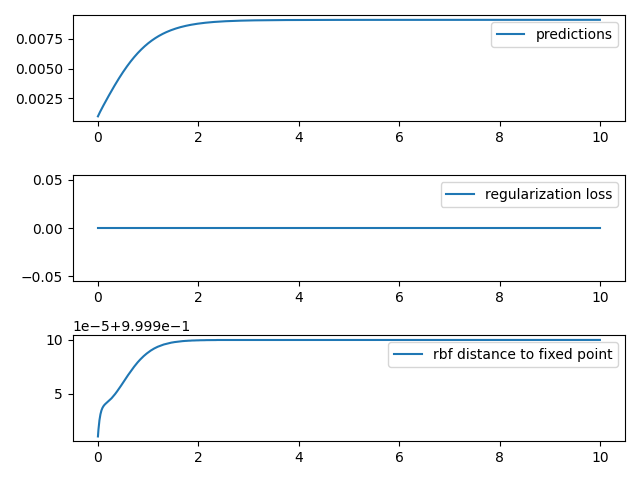 0.0075
0.0050
0.0025
predictions
0 2 4 6 8 10
0.05
0.00
−0.05
regularization loss
0 2 4 6 8 10
1e−5+9.999e−1
10
5
rbf distance to fixed point
0 2 4 6 8 10